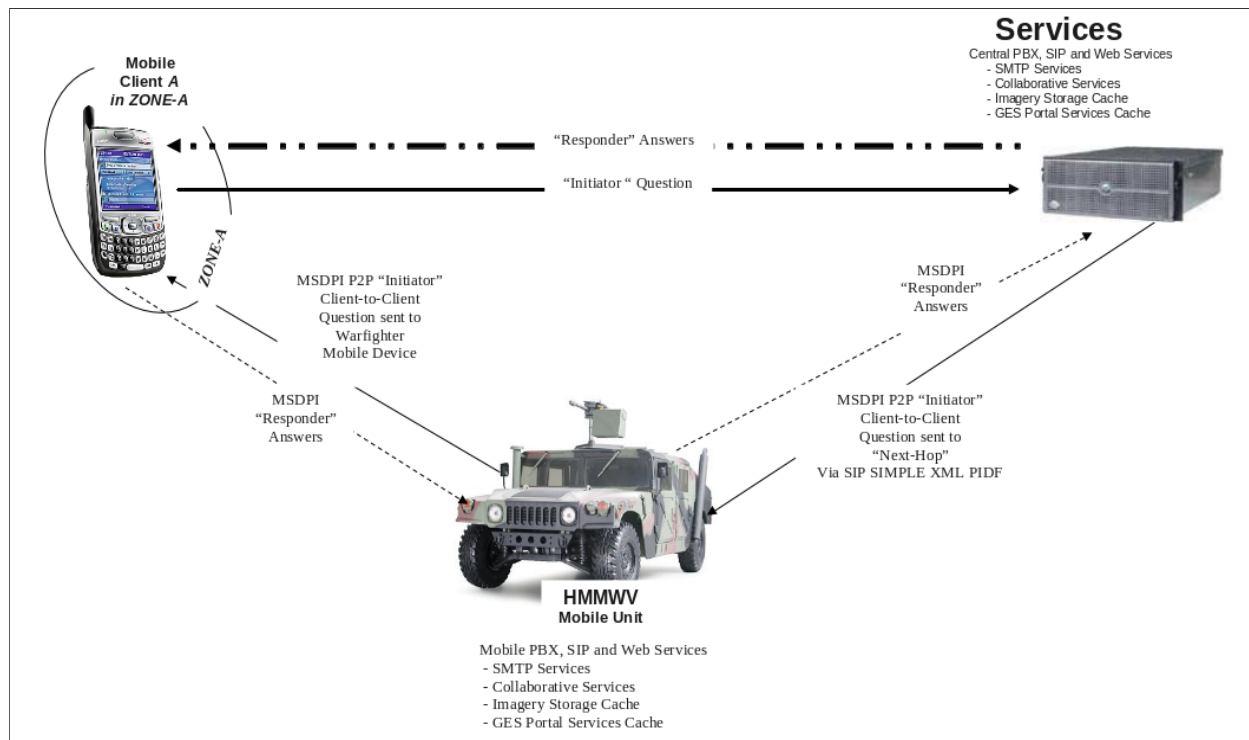 Services
Central PBX, SIP and Web Services
- SMTP Services
- Collaborative Services
- Imagery Storage Cache
- GES Portal Services Cache
Mobile
Client A
in ZONE-A
“Responder” Answers
“Initiator “ Question
ZONE-A
MSDPI P2P “Initiator”
Client-to-Client
Question sent to
Warfighter
Mobile Device
MSDPI
“Responder”
Answers
MSDPI
“Responder”
Answers
MSDPI P2P “Initiator”
Client-to-Client
Question sent to
“Next-Hop”
Via SIP SIMPLE XML PIDF
HMMWV
Mobile Unit
Mobile PBX, SIP and Web Services
- SMTP Services
- Collaborative Services
- Imagery Storage Cache
- GES Portal Services Cache